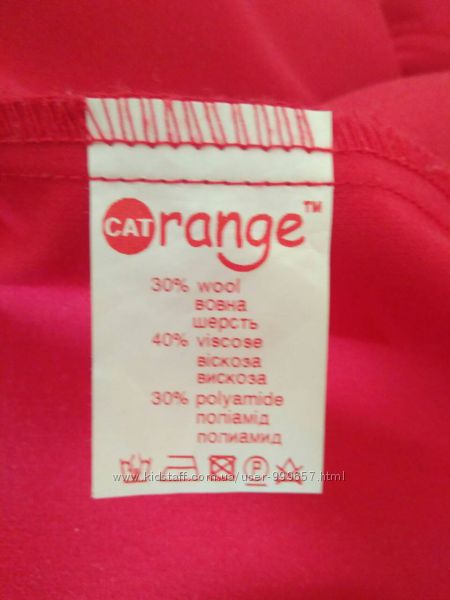 CAT Orange™
30% wool
вовна
шерсть
40% viscose
віскоза
вискоза
30% polyamide
поліамід
полиамид
P
www.kidstaff.com.ua/user-999657.html